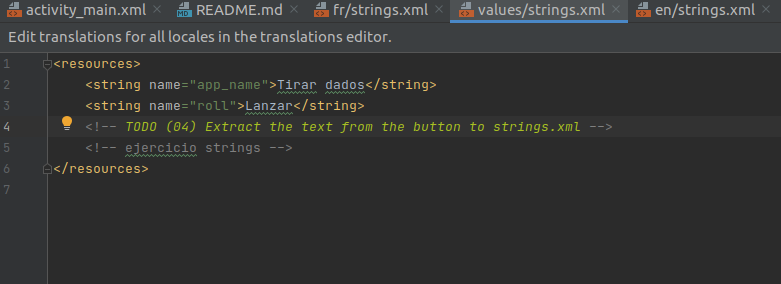 activity_main.xml README.md fr/strings.xml values/strings.xml en/strings.xml
Edit translations for all locales in the translations editor.
1 <resources>
2 <string name="app_name">Tirar dados</string>
3 <string name="roll">Lanzar</string>
4 <!-- TODO (04) Extract the text from the button to strings.xml -->
5 <!-- ejercicio strings -->
6 </resources>
7